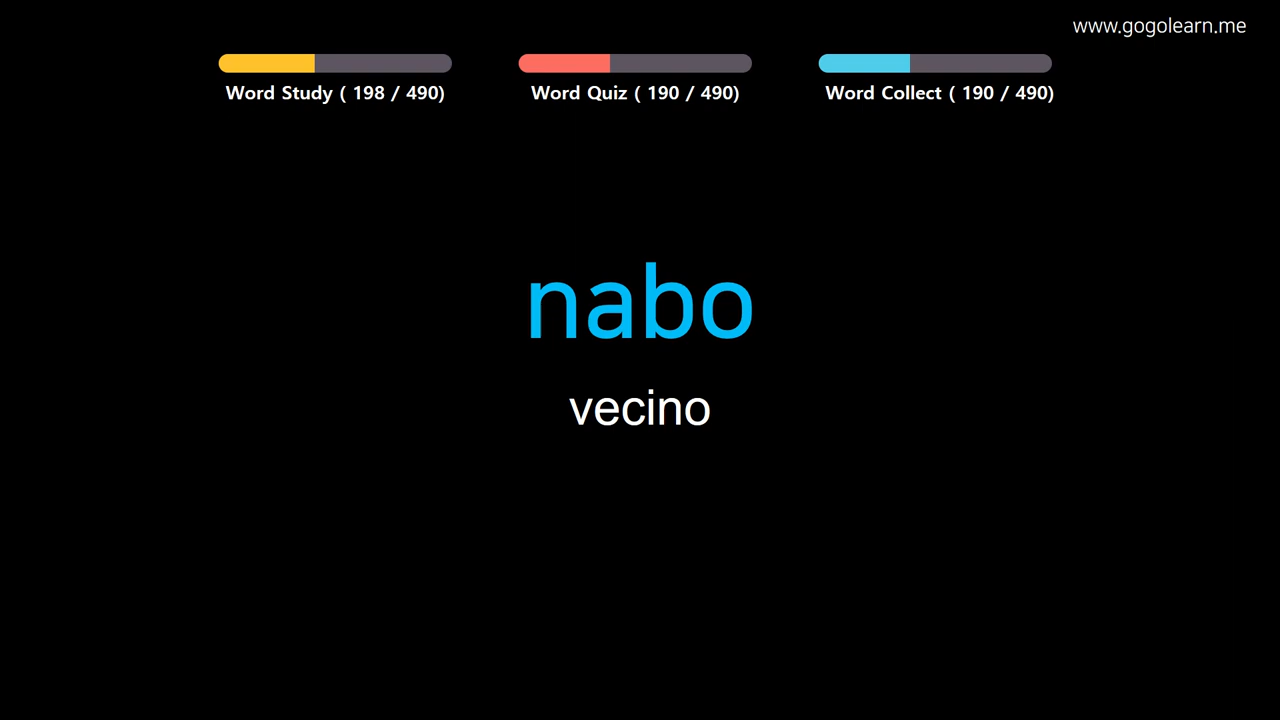 www.gogolearn.me
Word Study ( 198 / 490)
Word Quiz ( 190 / 490)
Word Collect ( 190 / 490)
nabo
vecino